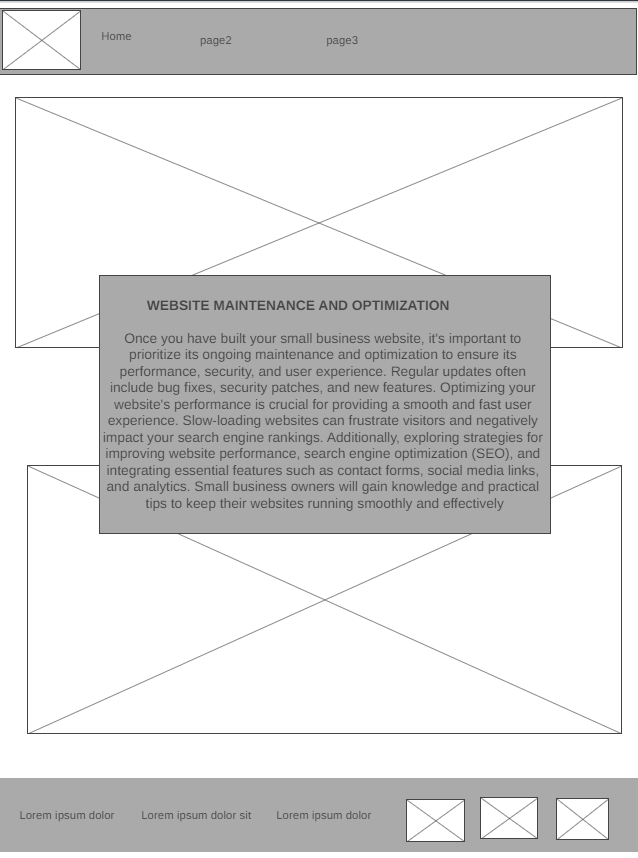 Home
page2
page3
WEBSITE MAINTENANCE AND OPTIMIZATION
Once you have built your small business website, it's important to
prioritize its ongoing maintenance and optimization to ensure its
performance, security, and user experience. Regular updates often
include bug fixes, security patches, and new features. Optimizing your
website's performance is crucial for providing a smooth and fast user
experience. Slow-loading websites can frustrate visitors and negatively
impact your search engine rankings. Additionally, exploring strategies for
improving website performance, search engine optimization (SEO), and
integrating essential features such as contact forms, social media links,
and analytics. Small business owners will gain knowledge and practical
tips to keep their websites running smoothly and effectively
Lorem ipsum dolor
Lorem ipsum dolor sit
Lorem ipsum dolor